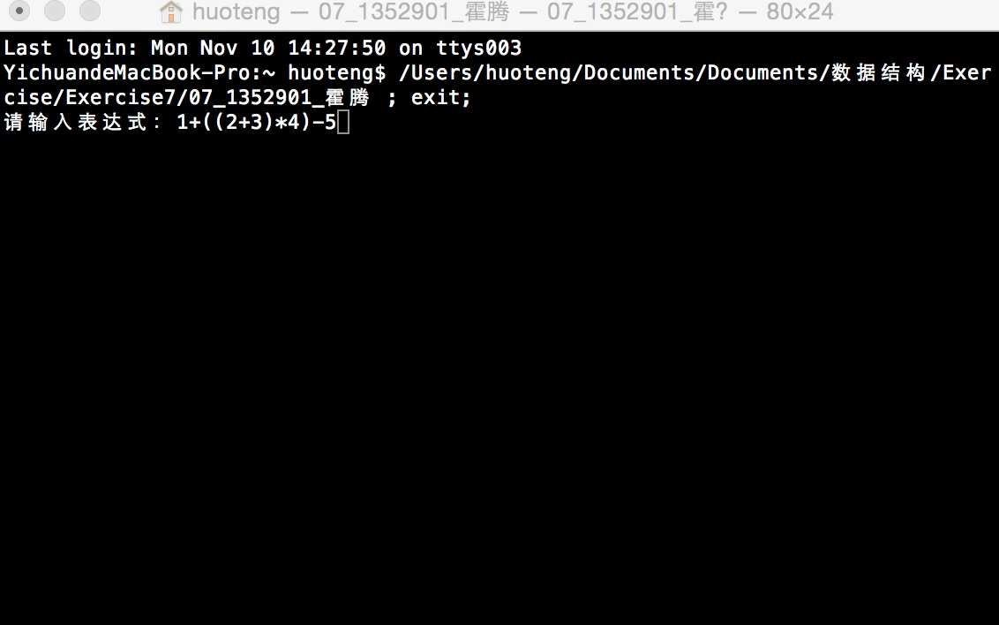 huoteng — 07_1352901_霍腾 — 07_1352901_霍? — 80×24
Last login: Mon Nov 10 14:27:50 on ttys003
YichuandeMacBook-Pro:~ huoteng$ /Users/huoteng/Documents/Documents/数据结构/Exer
cise/Exercise7/07_1352901_霍腾 ; exit;
请输入表达式: 1+((2+3)*4)-5